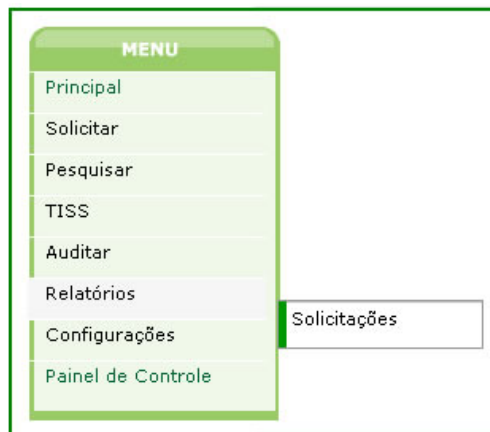 MENU
Principal
Solicitar
Pesquisar
TISS
Auditar
Relatórios
Solicitações
Configurações
Painel de Controle